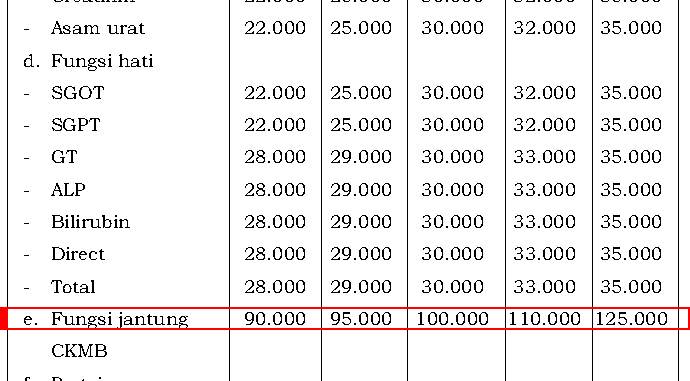 - Asam urat 22.000 25.000 30.000 32.000 35.000
d. Fungsi hati
- SGOT 22.000 25.000 30.000 32.000 35.000
- SGPT 22.000 25.000 30.000 32.000 35.000
- GT 28.000 29.000 30.000 33.000 35.000
- ALP 28.000 29.000 30.000 33.000 35.000
- Bilirubin 28.000 29.000 30.000 33.000 35.000
- Direct 28.000 29.000 30.000 33.000 35.000
- Total 28.000 29.000 30.000 33.000 35.000
e. Fungsi jantung 90.000 95.000 100.000 110.000 125.000
CKMB